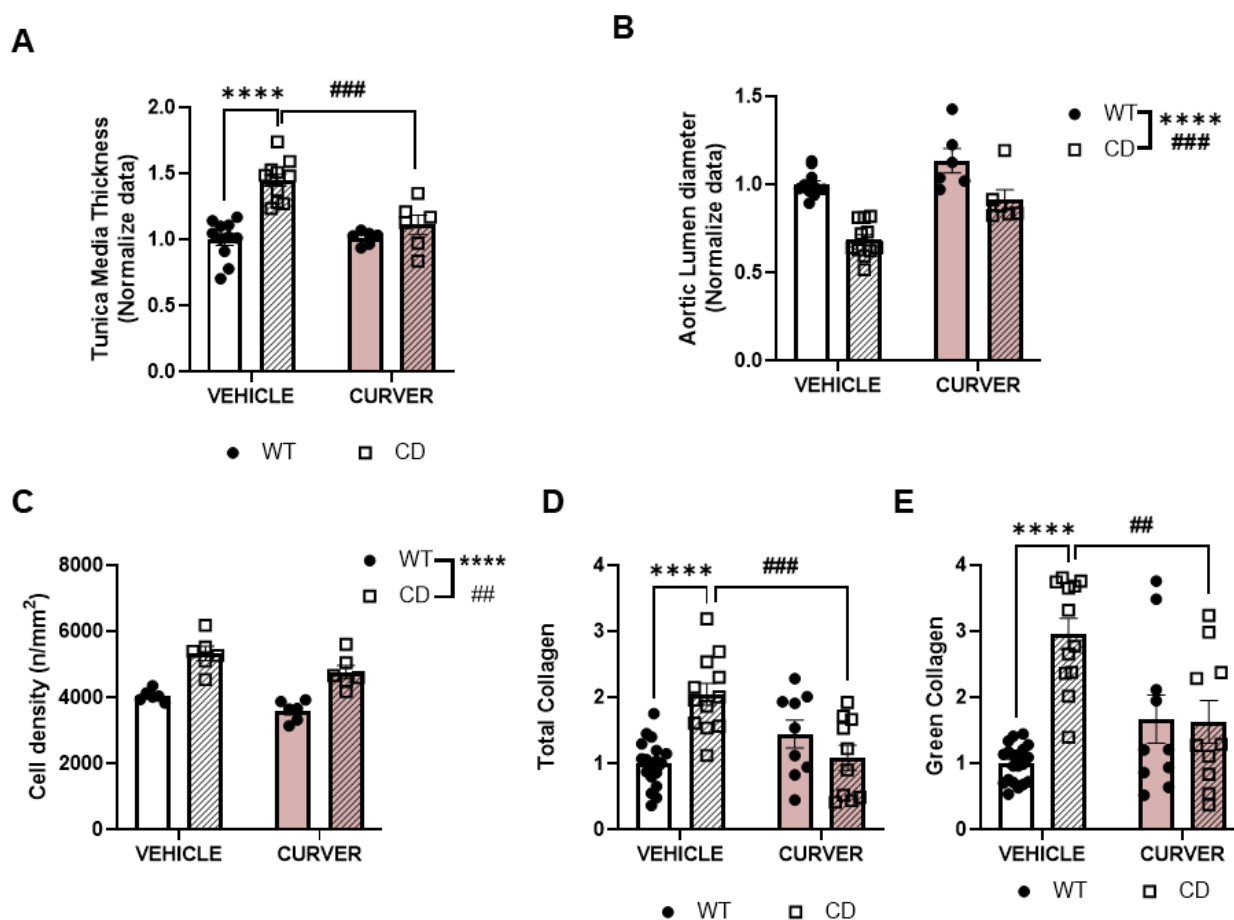 A
B
Tunica Media Thickness
(Normalize data)
2.0
1.5
1.0
0.5
0.0
****
###
VEHICLE
CURVER
WT
CD
Aortic Lumen diameter
(Normalize data)
1.5
1.0
0.5
0.0
VEHICLE
CURVER
WT
CD
****
###
C
D
E
Cell density (n/mm²)
8000
6000
4000
2000
0
VEHICLE
CURVER
WT
CD
****
##
Total Collagen
4
3
2
1
0
****
###
VEHICLE
CURVER
WT
CD
Green Collagen
4
3
2
1
0
****
##
VEHICLE
CURVER
WT
CD